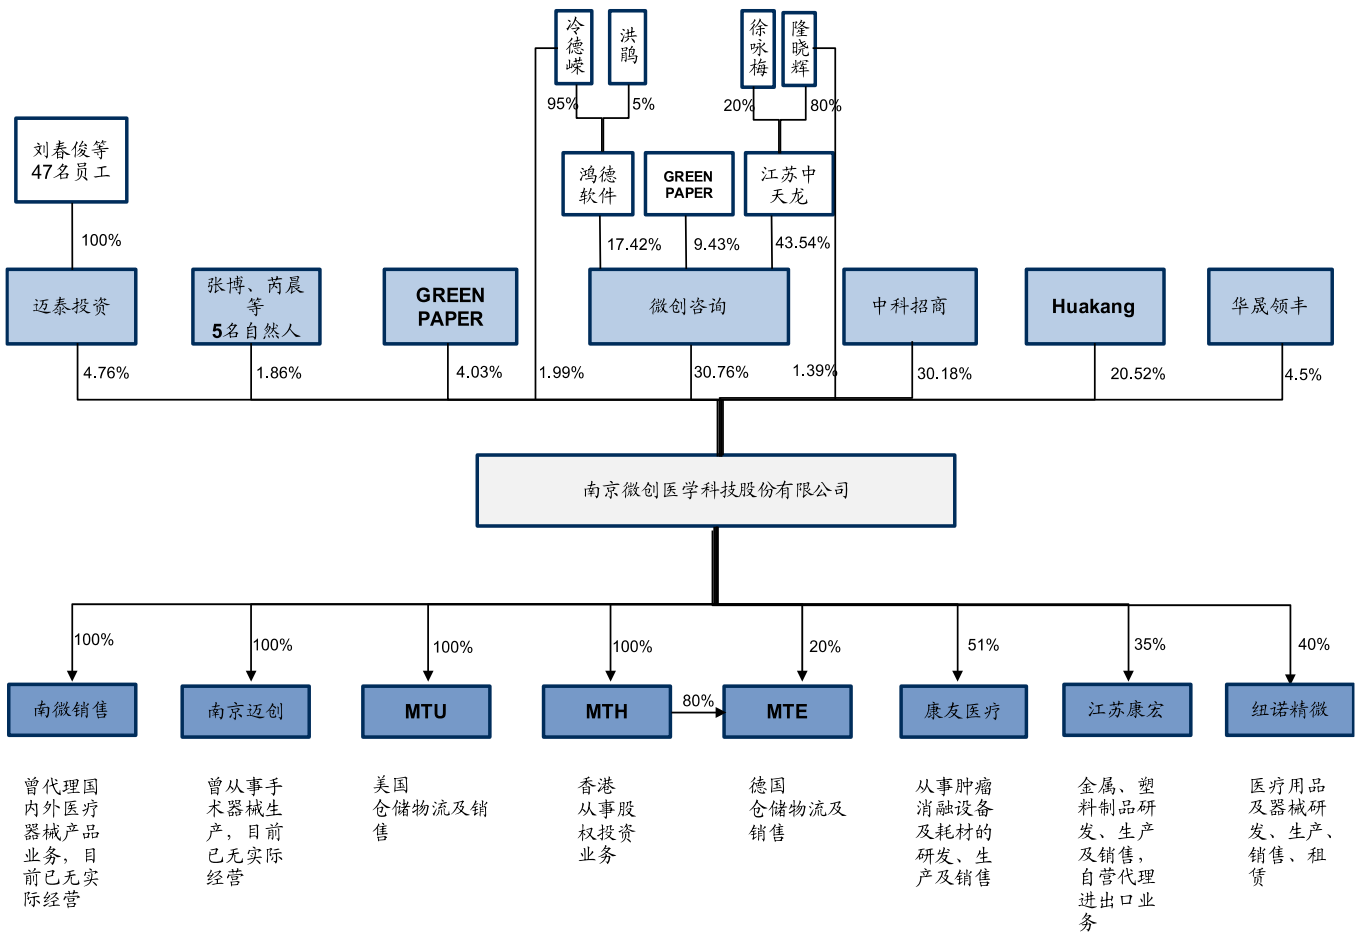 冷德嵘
洪鹃
徐咏梅
隆晓辉
95%
5%
20%
80%
刘春俊等
47名员工
鸿德
软件
GREEN
PAPER
江苏中
天龙
100%
17.42%
9.43%
43.54%
迈泰投资
张博、芮晨
等
5名自然人
GREEN
PAPER
微创咨询
中科招商
Huakang
华晟领丰
4.76%
1.86%
4.03%
1.99%
30.76%
1.39%
30.18%
20.52%
4.5%
南京微创医学科技股份有限公司
100%
100%
100%
100%
20%
51%
35%
40%
南微销售
南京迈创
MTU
MTH
80%
MTE
康友医疗
江苏康宏
纽诺精微
曾代理国
内外医疗
器械产品
业务，目
前已无实
际经营
曾从事手
术器械生
产，目前
已无实际
经营
美国
仓储物流及销
售
香港
从事股
权投资
业务
德国
仓储物流及
销售
从事肿瘤
消融设备
及耗材的
研发、生
产及销售
金属、塑
料制品研
发、生产
及销售，
自营代理
进出口业
务
医疗用品
及器械研
发、生产、
销售、租
赁